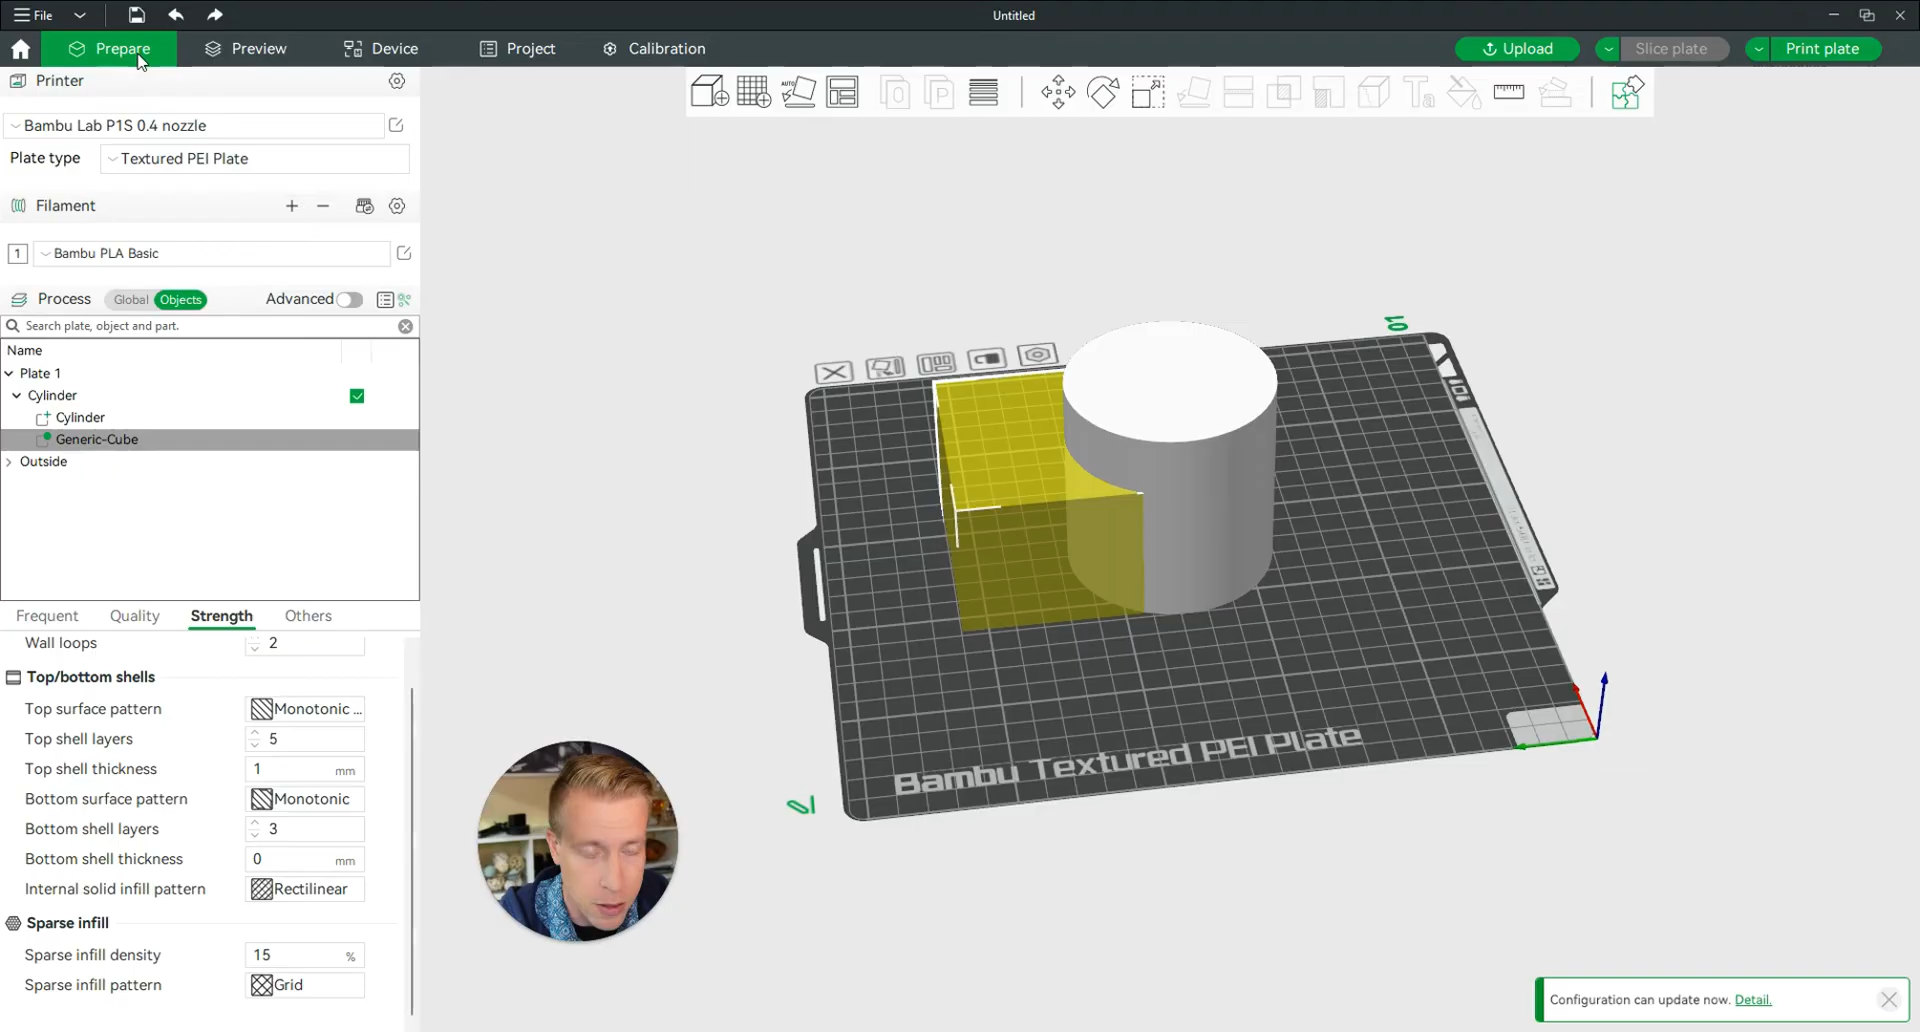 File
Untitled
Prepare
Preview
Device
Project
Calibration
Upload
Slice plate
Print plate
Printer
Bambu Lab P1S 0.4 nozzle
Plate type
Textured PEI Plate
Filament
1
Bambu PLA Basic
Process
Global
Objects
Advanced
Search plate, object and part.
Name
Plate 1
Cylinder
Cylinder
Generic-Cube
Outside
Frequent
Quality
Strength
Others
Wall loops
2
Top/bottom shells
Top surface pattern
Monotonic ...
Top shell layers
5
Top shell thickness
1 mm
Bottom surface pattern
Monotonic
Bottom shell layers
3
Bottom shell thickness
0 mm
Internal solid infill pattern
Rectilinear
Sparse infill
Sparse infill density
15 %
Sparse infill pattern
Grid
AUTO
01
Bambu Textured PEI Plate
Configuration can update now. Detail.